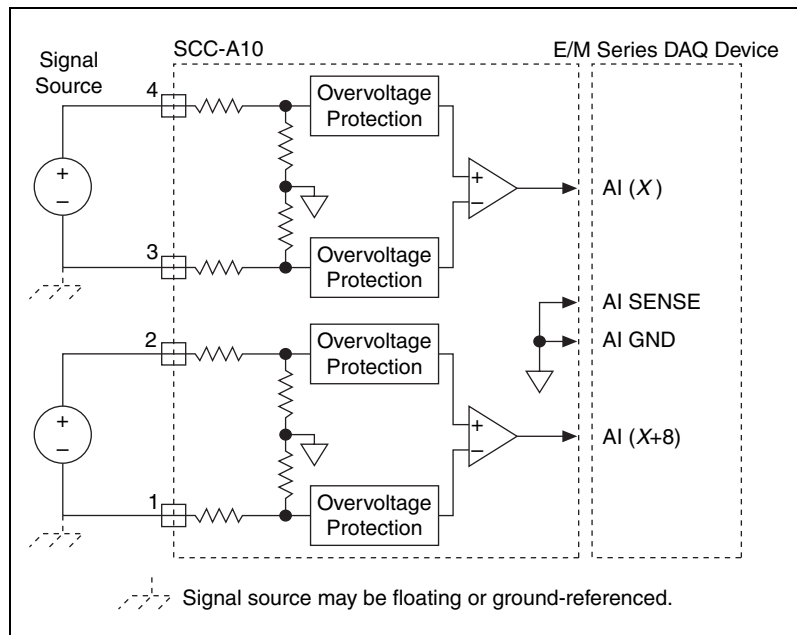 SCC-A10
E/M Series DAQ Device
Signal
Source
4
Overvoltage
Protection
+
−
+
−
AI (X)
3
Overvoltage
Protection
AI SENSE
AI GND
2
Overvoltage
Protection
+
−
+
−
AI (X+8)
1
Overvoltage
Protection
Signal source may be floating or ground-referenced.